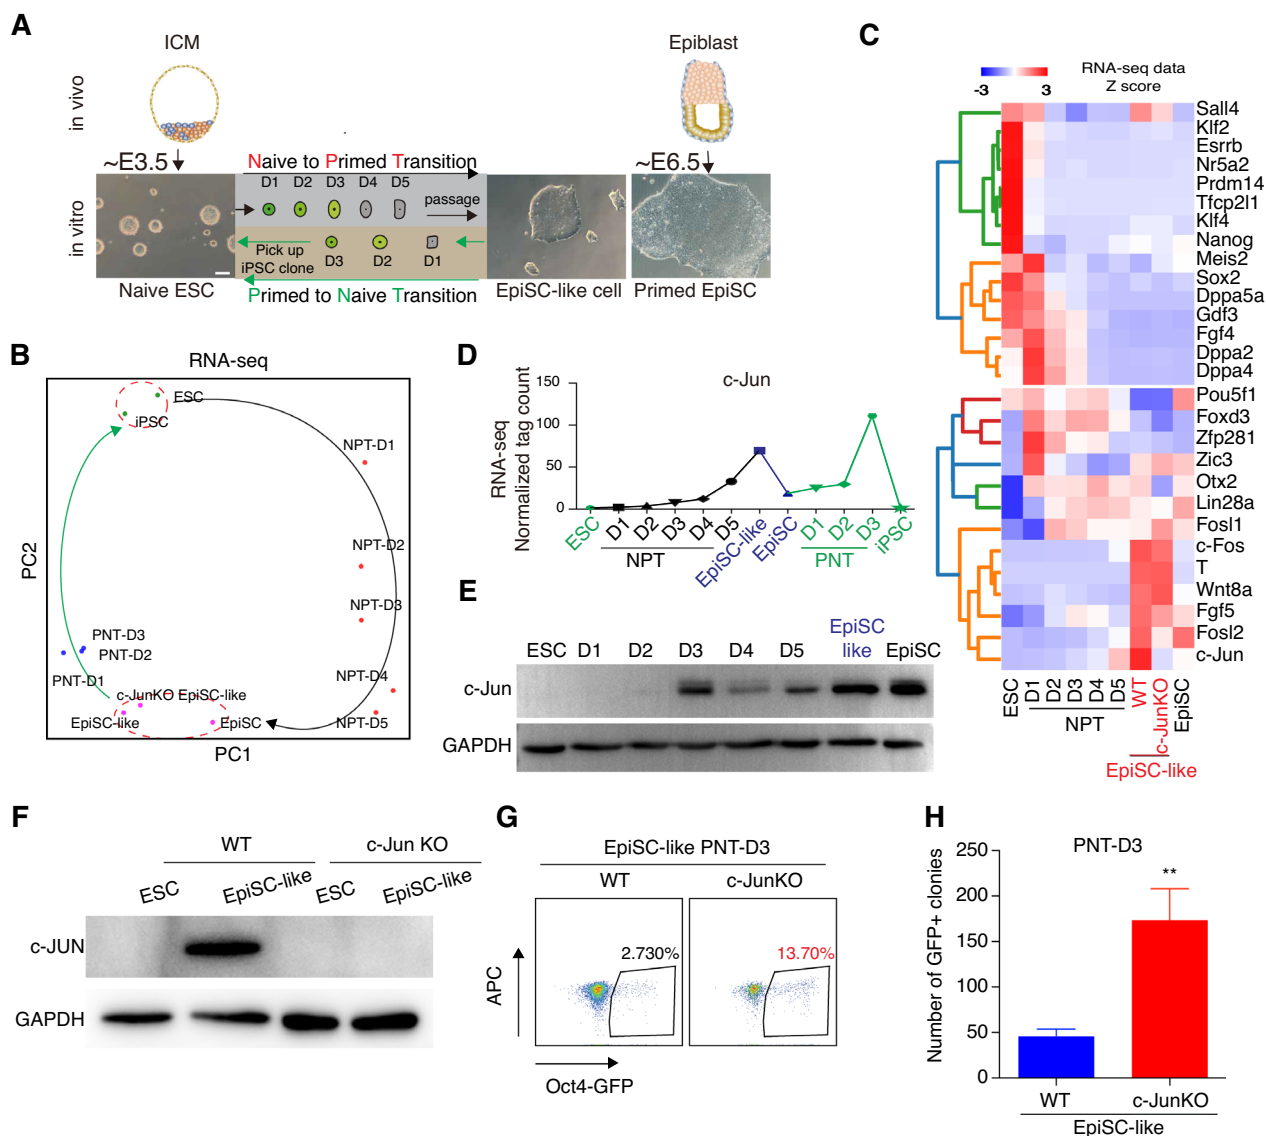 A
ICM
Epiblast
in vivo
~E3.5
~E6.5
Naive to Primed Transition
D1 D2 D3 D4 D5
passage
in vitro
Pick up
iPSC clone
D3 D2 D1
Naive ESC
Primed to Naive Transition
EpiSC-like cell
Primed EpiSC
B
RNA-seq
ESC
iPSC
NPT-D1
NPT-D2
NPT-D3
NPT-D4
NPT-D5
PNT-D3
PNT-D2
PNT-D1
c-JunKO EpiSC-like
EpiSC-like
EpiSC
PC2
PC1
C
RNA-seq data
Z score
-3 3
Sall4
Klf2
Esrrb
Nr5a2
Prdm14
Tfcp2l1
Klf4
Nanog
Meis2
Sox2
Dppa5a
Gdf3
Fgf4
Dppa2
Dppa4
Pou5f1
Foxd3
Zfp281
Zic3
Otx2
Lin28a
Fosl1
c-Fos
T
Wnt8a
Fgf5
Fosl2
c-Jun
ESC D1 D2 D3 D4 D5 WT c-JunKO EpiSC
NPT
EpiSC-like
D
c-Jun
RNA-seq
Normalized tag count
150
100
50
0
ESC D1 D2 D3 D4 D5 EpiSC-like EpiSC D1 D2 D3 iPSC
NPT PNT
E
EpiSC
like
ESC D1 D2 D3 D4 D5 EpiSC
c-Jun
GAPDH
F
WT c-Jun KO
ESC EpiSC-like ESC EpiSC-like
c-JUN
GAPDH
G
EpiSC-like PNT-D3
WT c-JunKO
2.730% 13.70%
APC
Oct4-GFP
H
PNT-D3
Number of GFP+ clonies
250
200
150
100
50
0
**
WT c-JunKO
EpiSC-like